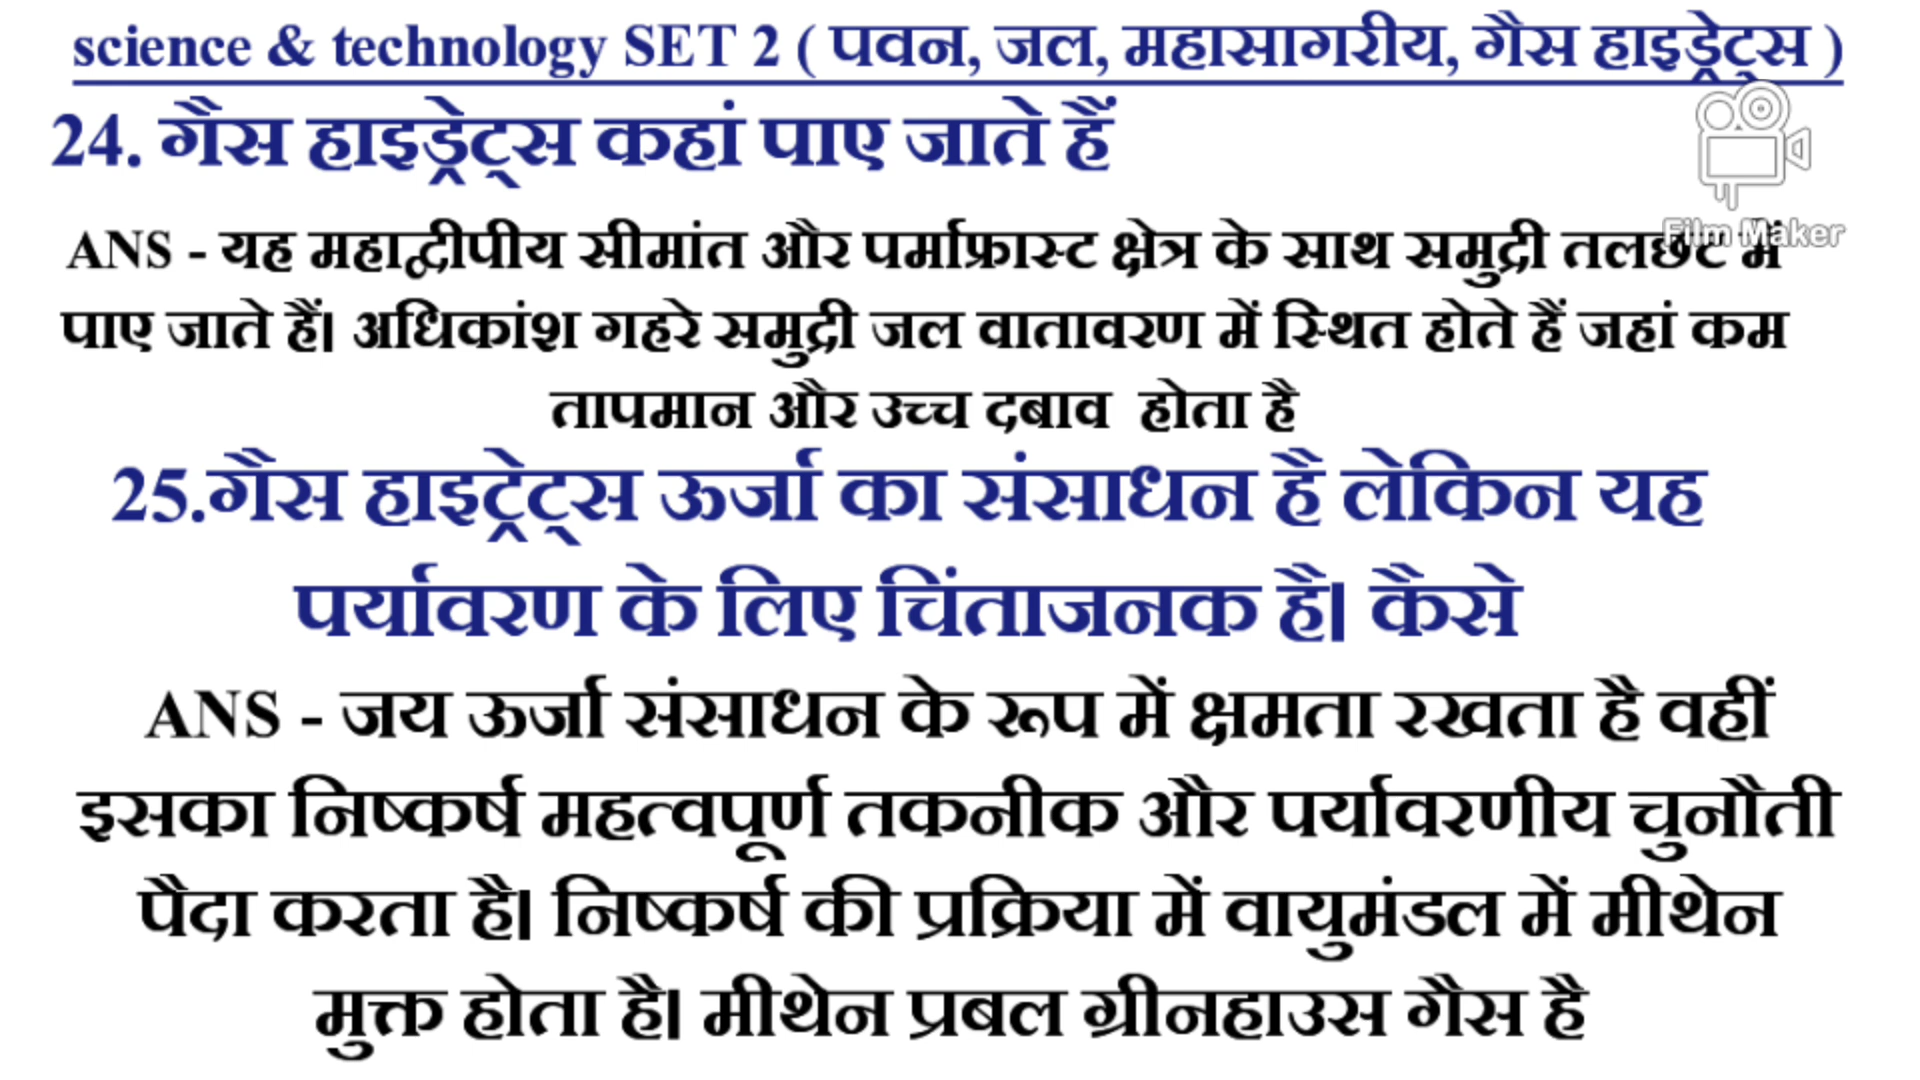 science & technology SET 2 ( पवन, जल, महासागरीय, गैस हाइड्रेट्स )
24. गैस हाइड्रेट्स कहां पाए जाते हैं
Film Maker
ANS - यह महाद्वीपीय सीमांत और पर्माफ्रास्ट क्षेत्र के साथ समुद्री तलछट में
पाए जाते हैं। अधिकांश गहरे समुद्री जल वातावरण में स्थित होते हैं जहां कम
तापमान और उच्च दबाव होता है
25.गैस हाइट्रेट्स ऊर्जा का संसाधन है लेकिन यह
पर्यावरण के लिए चिंताजनक है। कैसे
ANS - जय ऊर्जा संसाधन के रूप में क्षमता रखता है वहीं
इसका निष्कर्ष महत्वपूर्ण तकनीक और पर्यावरणीय चुनौती
पैदा करता है। निष्कर्ष की प्रक्रिया में वायुमंडल में मीथेन
मुक्त होता है। मीथेन प्रबल ग्रीनहाउस गैस है